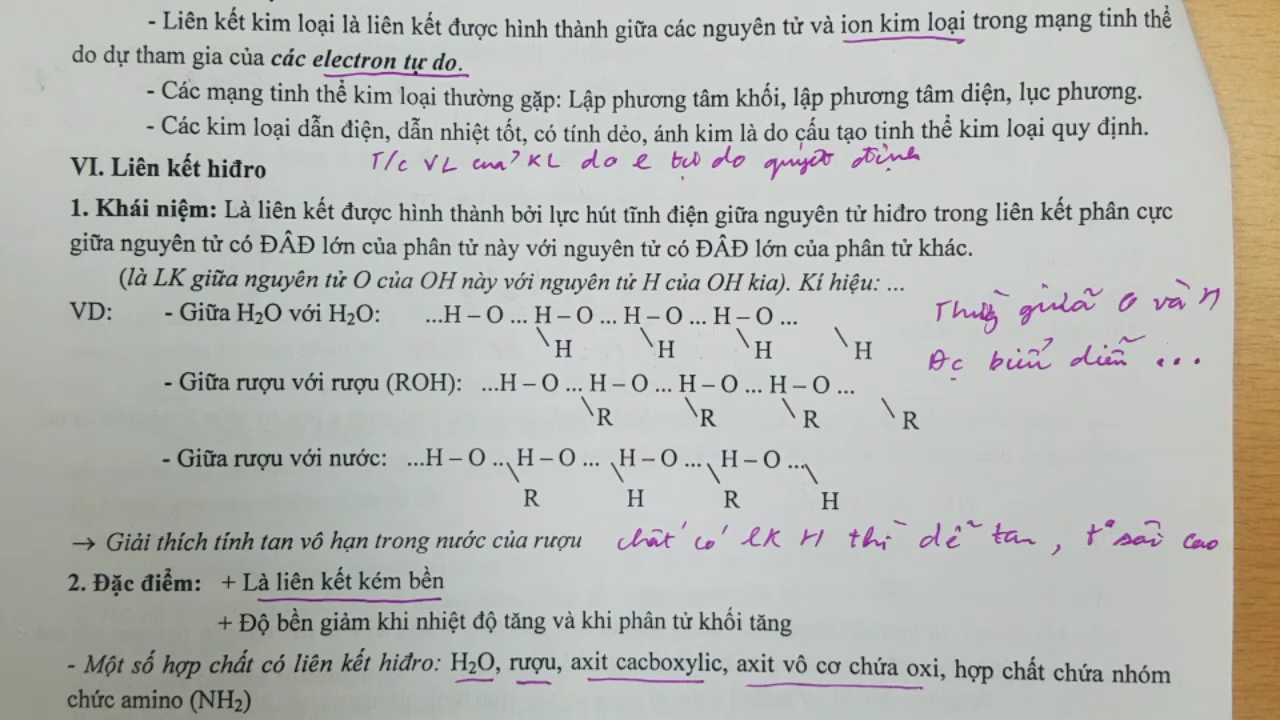 - Liên kết kim loại là liên kết được hình thành giữa các nguyên tử và ion kim loại trong mạng tinh thể
do dự tham gia của các electron tự do.
- Các mạng tinh thể kim loại thường gặp: Lập phương tâm khối, lập phương tâm diện, lục phương.
- Các kim loại dẫn điện, dẫn nhiệt tốt, có tính dẻo, ánh kim là do cấu tạo tinh thể kim loại quy định.
T/c VL của KL do e tự do quyết định
VI. Liên kết hiđro
1. Khái niệm: Là liên kết được hình thành bởi lực hút tĩnh điện giữa nguyên tử hiđro trong liên kết phân cực
giữa nguyên tử có ĐÂĐ lớn của phân tử này với nguyên tử có ĐÂĐ lớn của phân tử khác.
(là LK giữa nguyên tử O của OH này với nguyên tử H của OH kia). Kí hiệu: ...
Thường giữa O và H
VD: - Giữa H₂O với H₂O: ...H – O ... H – O ... H – O ... H – O ...
H H H H
Đc biểu diễn ...
- Giữa rượu với rượu (ROH): ...H – O ... H – O ... H – O ... H – O ...
R R R R
- Giữa rượu với nước: ...H – O ... H – O ... H – O ... H – O ...
R H R H
→ Giải thích tính tan vô hạn trong nước của rượu chất có lk H thì dễ tan, t° sôi cao
2. Đặc điểm: + Là liên kết kém bền
+ Độ bền giảm khi nhiệt độ tăng và khi phân tử khối tăng
- Một số hợp chất có liên kết hiđro: H₂O, rượu, axit cacboxylic, axit vô cơ chứa oxi, hợp chất chứa nhóm
chức amino (NH₂)